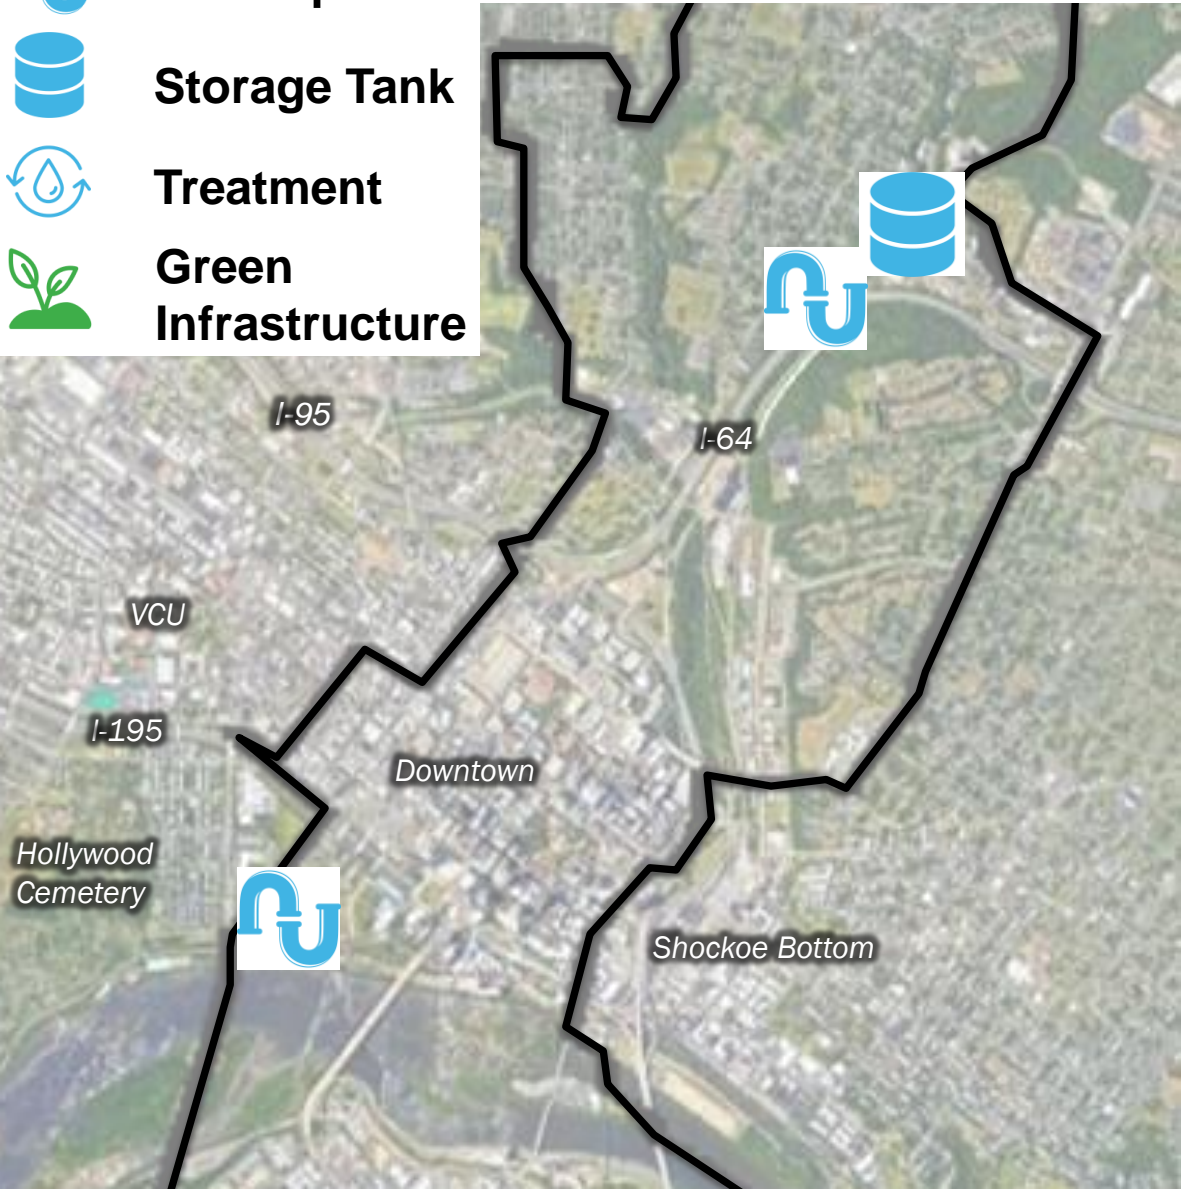 Storage Tank
Treatment
Green
Infrastructure
I-95
I-64
VCU
I-195
Downtown
Hollywood
Cemetery
Shockoe Bottom